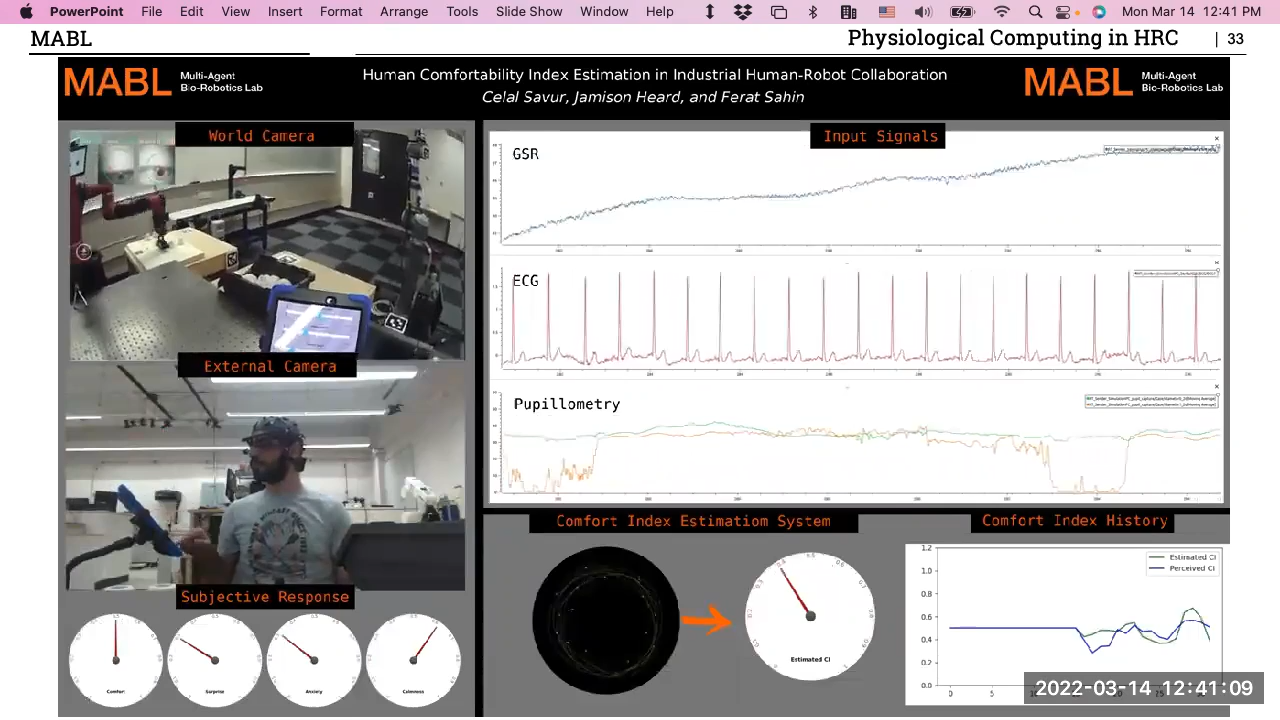 PowerPoint File Edit View Insert Format Arrange Tools Slide Show Window Help Mon Mar 14 12:41 PM
MABL
Physiological Computing in HRC | 33
MABL Multi-Agent
Bio-Robotics Lab
Human Comfortability Index Estimation in Industrial Human-Robot Collaboration
Celal Savur, Jamison Heard, and Ferat Sahin
MABL Multi-Agent
Bio-Robotics Lab
World Camera
Input Signals
GSR
ECG
External Camera
Pupillometry
Comfort Index Estimatiom System
Comfort Index History
Estimated CI
Perceived CI
1.2
1.0
0.8
0.6
0.4
0.2
0.0
0 5
Subjective Response
Comfort
Surprise
Anxiety
Calmness
Estimated CI
2022-03-14 12:41:09